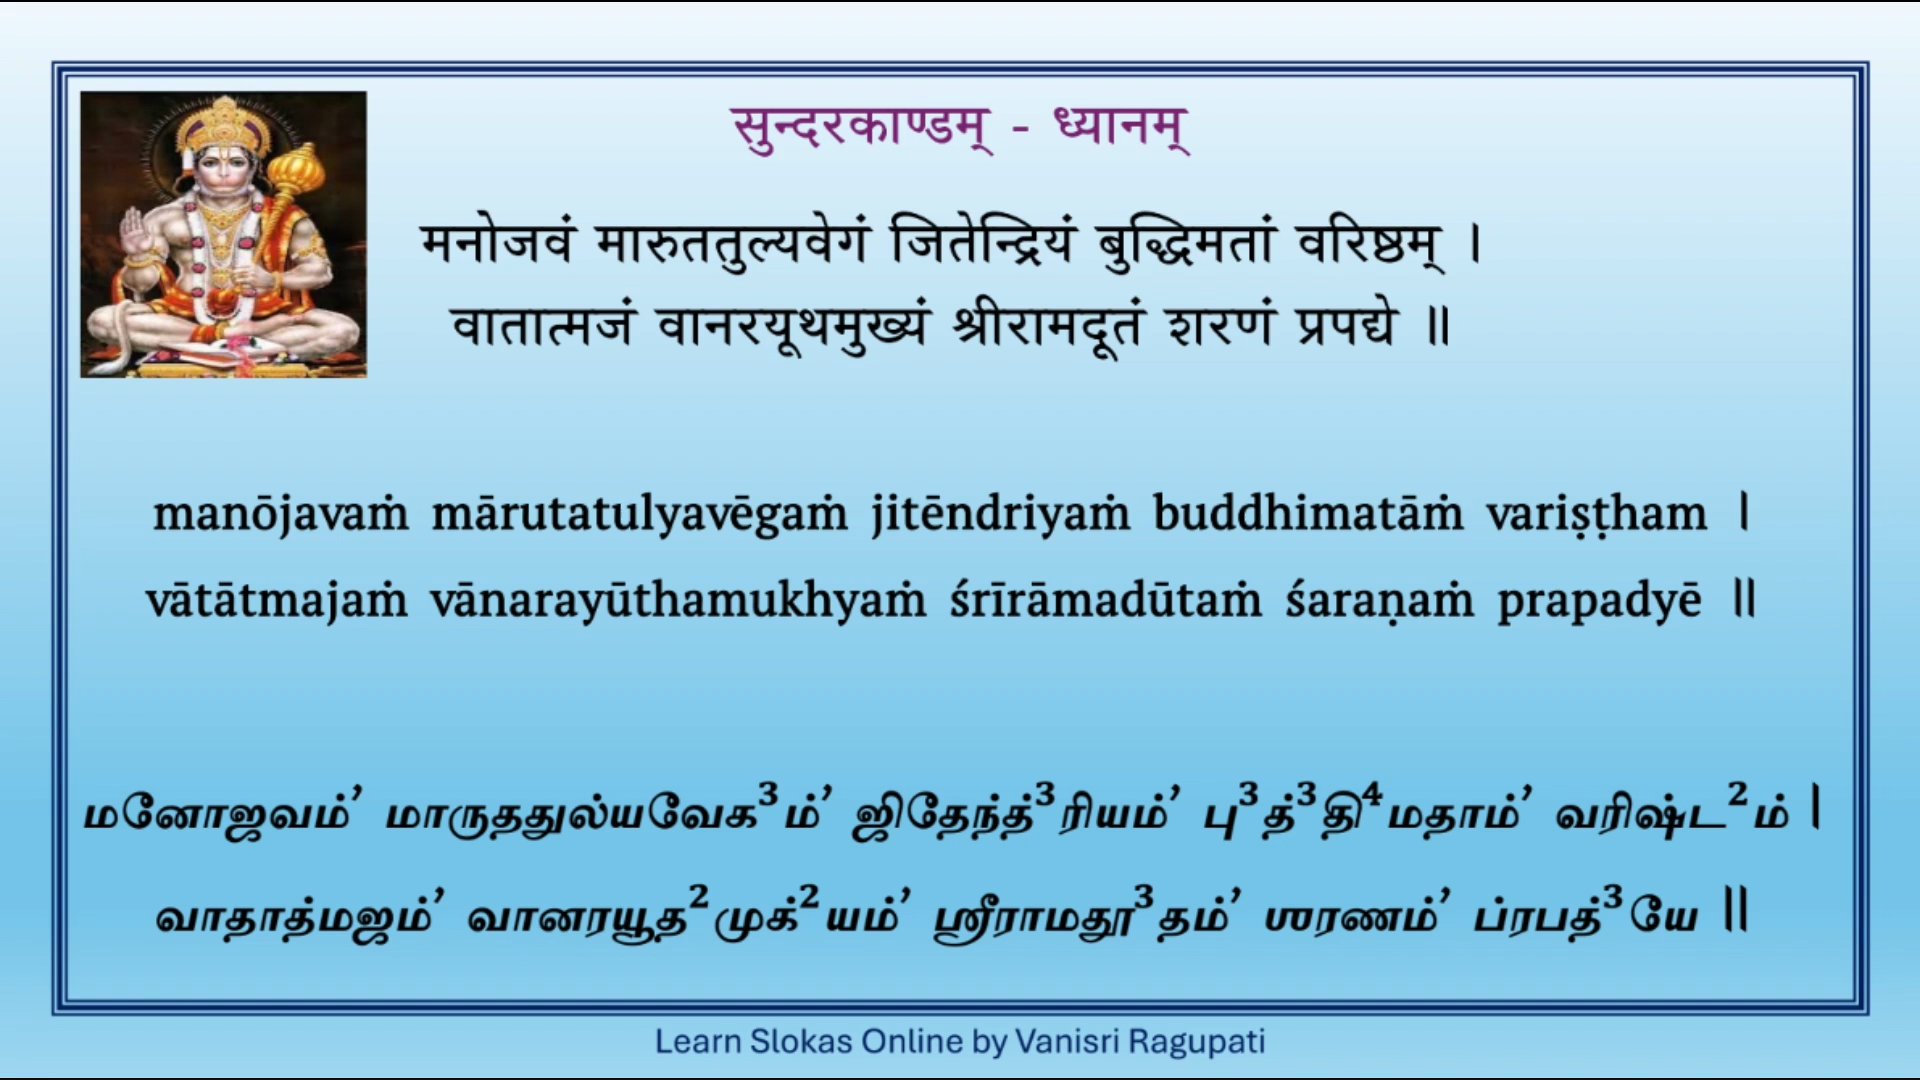 सुन्दरकाण्डम् - ध्यानम्
मनोजवं मारुततुल्यवेगं जितेन्द्रियं बुद्धिमतां वरिष्ठम् ।
वातात्मजं वानरयूथमुख्यं श्रीरामदूतं शरणं प्रपद्ये ॥
manōjavaṁ mārutatulyavēgaṁ jitēndriyaṁ buddhimatāṁ variṣṭham ।
vātātmajaṁ vānarayūthamukhyaṁ śrīrāmadūtaṁ śaraṇaṁ prapadyē ॥
மனோஜவம்’ மாருததுல்யவேக³ம்’ ஜிதேந்த்³ரியம்’ பு³த்³தி⁴மதாம்’ வரிஷ்ட²ம் ।
வாதாத்மஜம்’ வானரயூத²முக்²யம்’ ஶ்ரீராமதூ³தம்’ ஶரணம்’ ப்ரபத்³யே ॥
Learn Slokas Online by Vanisri Ragupati